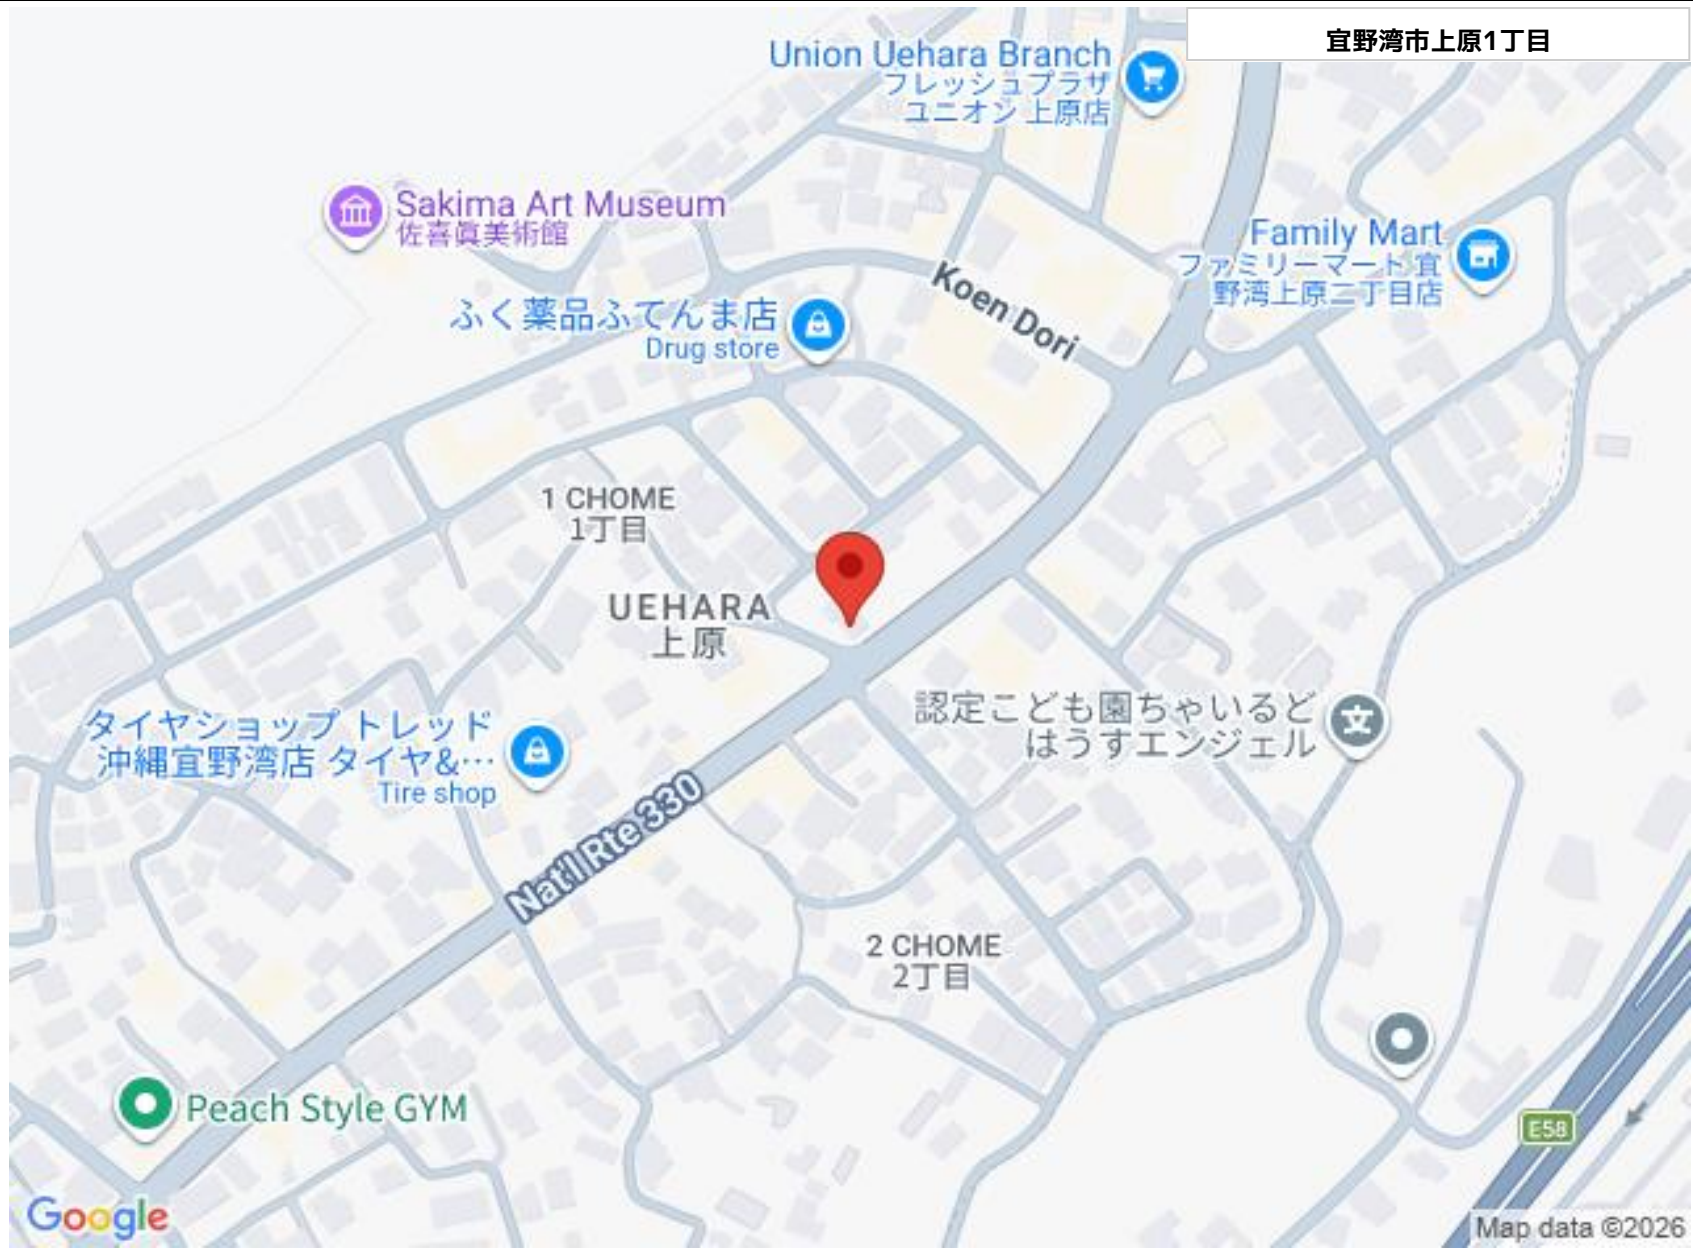 宜野湾市上原1丁目
Union Uehara Branch
フレッシュプラザ
ユニオン 上原店
Sakima Art Museum
佐喜眞美術館
Family Mart
ファミリーマート 宜
野湾上原二丁目店
Koen Dori
ふく薬品ふてんま店
Drug store
1 CHOME
1丁目
UEHARA
上原
認定こども園ちゃいるど
はうすエンジェル
文
タイヤショップ トレッド
沖縄宜野湾店 タイヤ&…
Tire shop
Nat'l Rte 330
2 CHOME
2丁目
Peach Style GYM
E58
Google
Map data ©2026